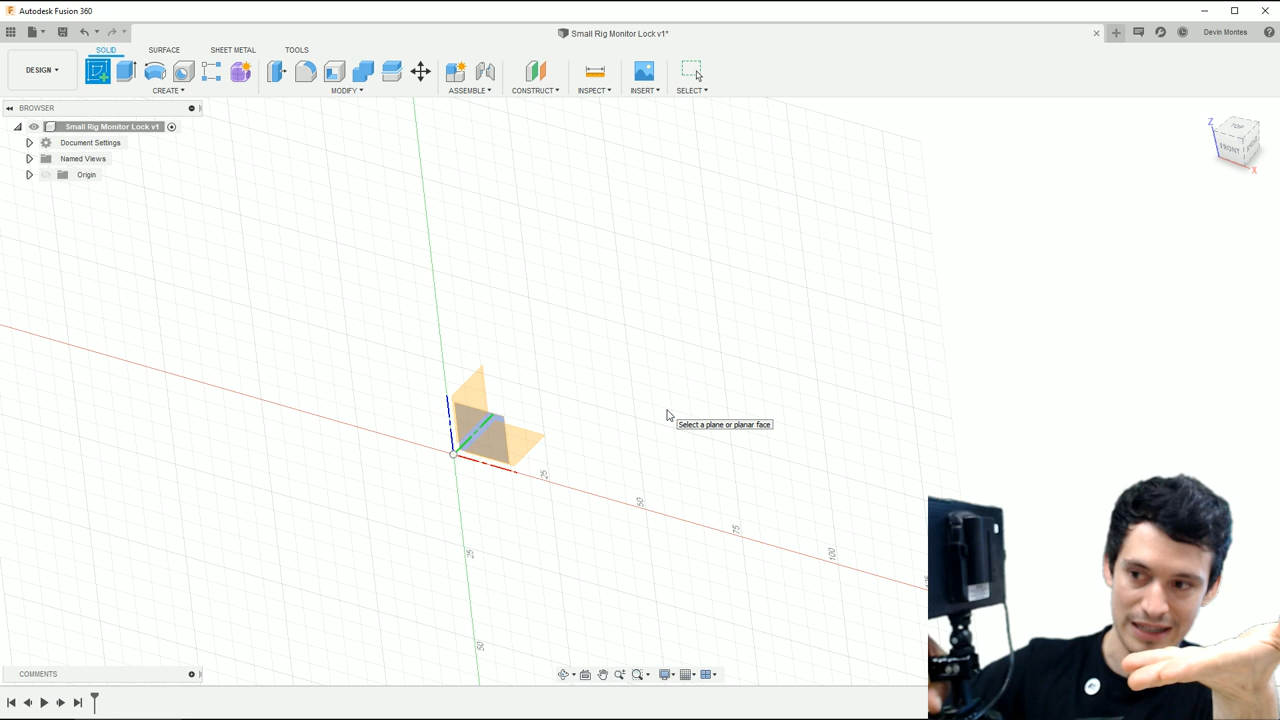 Autodesk Fusion 360
Small Rig Monitor Lock v1*
Devin Montes
SOLID
SURFACE
SHEET METAL
TOOLS
DESIGN
CREATE
MODIFY
ASSEMBLE
CONSTRUCT
INSPECT
INSERT
SELECT
BROWSER
Small Rig Monitor Lock v1
Document Settings
Named Views
Origin
Z
TOP
FRONT
X
Select a plane or planar face
25
50
75
100
25
50
COMMENTS